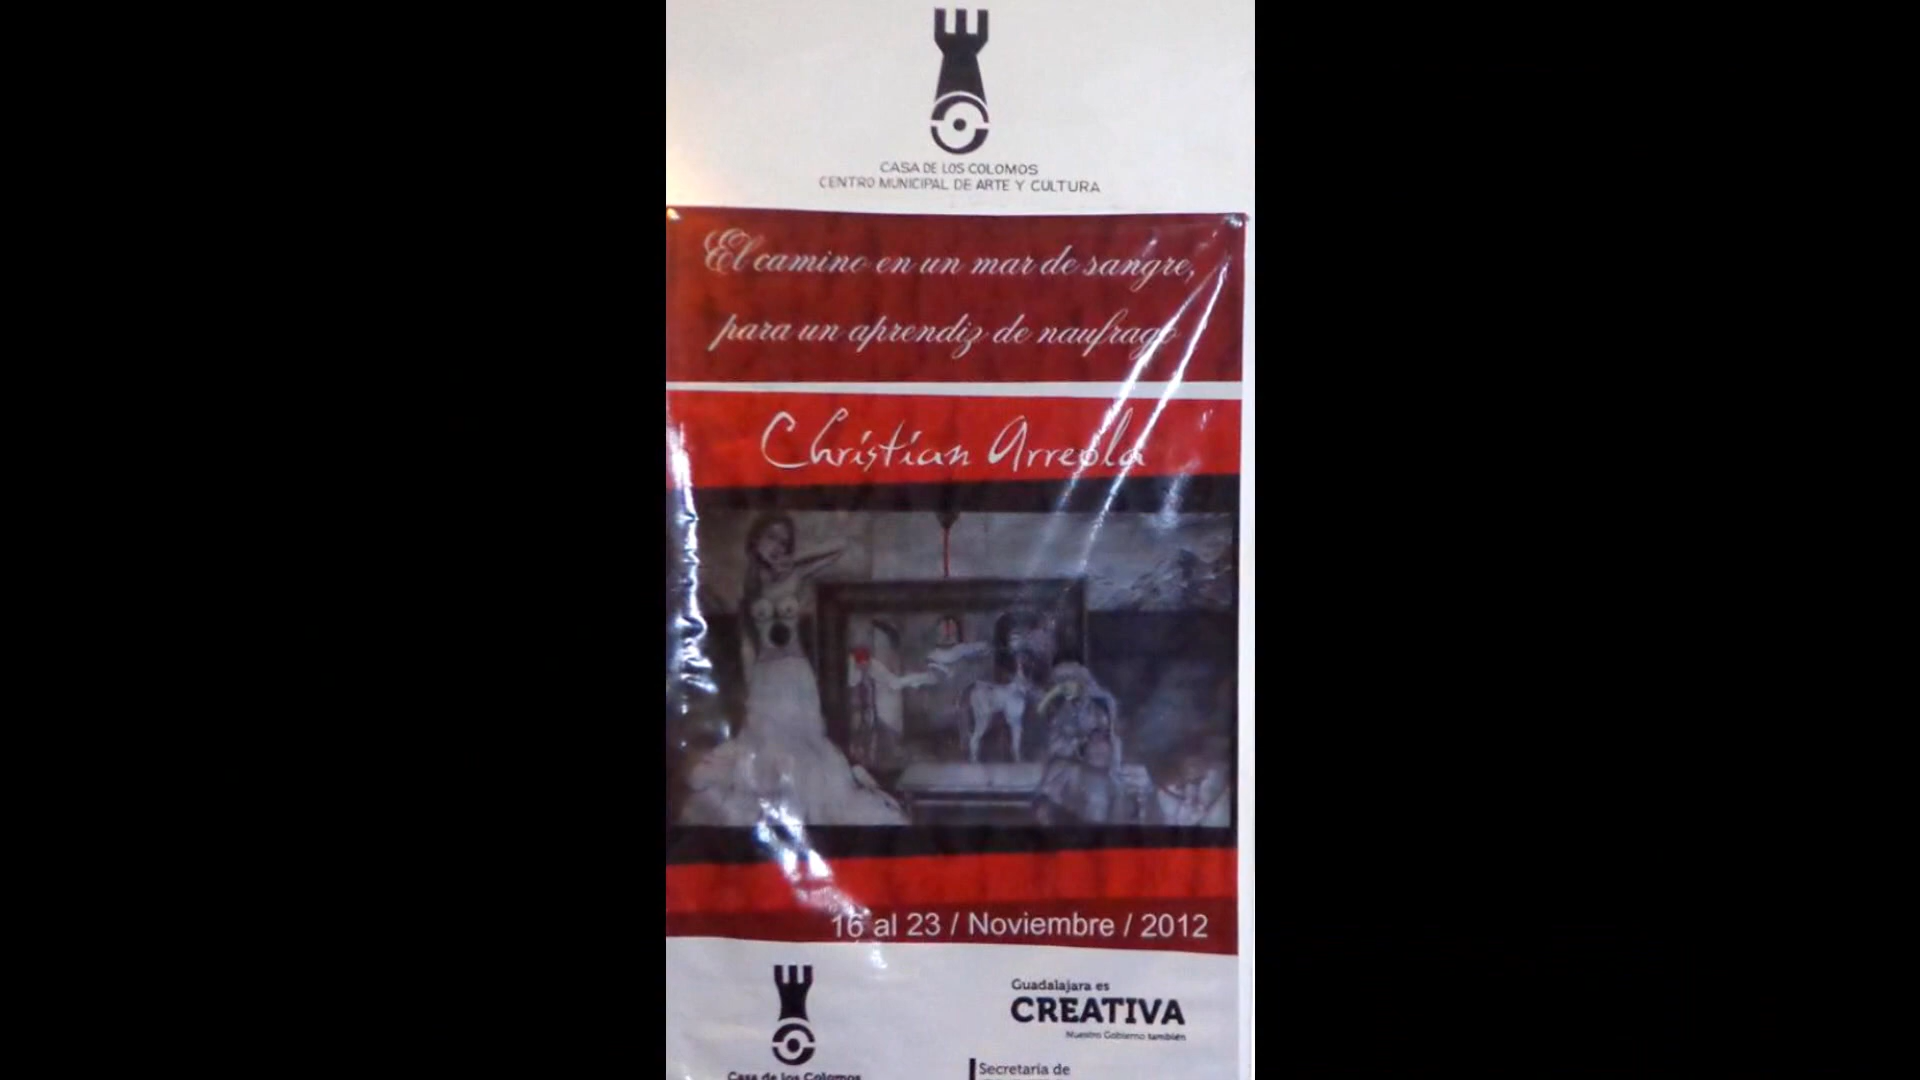 CASA DE LOS COLOMOS
CENTRO MUNICIPAL DE ARTE Y CULTURA
El camino en un mar de sangre,
para un aprendiz de naufrago
Christian Arreola
16 al 23 / Noviembre / 2012
Guadalajara es
CREATIVA
Nuestro Gobierno también
Casa de los Colomos
Secretaría de